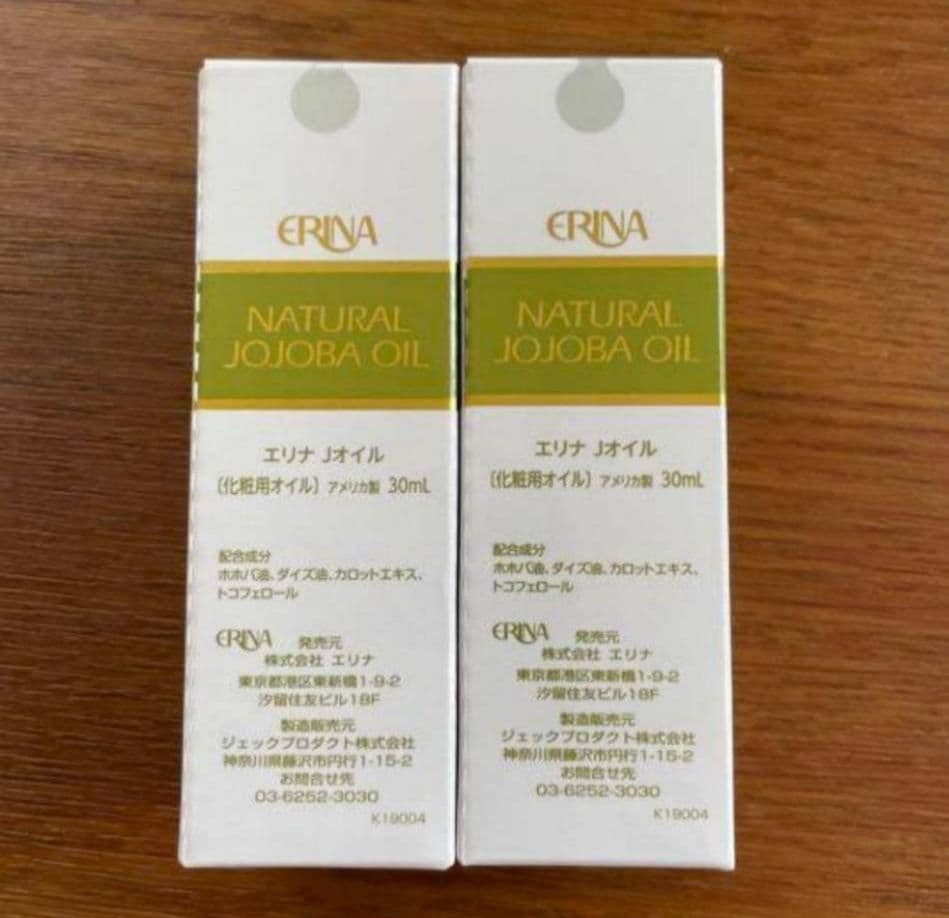 ERINA
NATURAL
JOJOBA OIL
エリナ Jオイル
〔化粧用オイル〕 アメリカ製 30mL
配合成分
ホホバ油、ダイズ油、カロットエキス、
トコフェロール
ERINA 発売元
株式会社 エリナ
東京都港区東新橋1-9-2
汐留住友ビル18F
製造販売元
ジェックプロダクト株式会社
神奈川県藤沢市円行1-15-2
お問合せ先
03-6252-3030
K19004
ERINA
NATURAL
JOJOBA OIL
エリナ Jオイル
〔化粧用オイル〕 アメリカ製 30mL
配合成分
ホホバ油、ダイズ油、カロットエキス、
トコフェロール
ERINA 発売元
株式会社 エリナ
東京都港区東新橋1-9-2
汐留住友ビル18F
製造販売元
ジェックプロダクト株式会社
神奈川県藤沢市円行1-15-2
お問合せ先
03-6252-3030
K19004